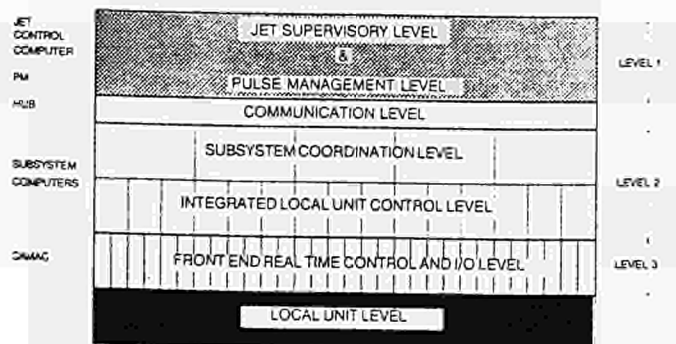 JET
CONTROL
COMPUTER
PM
HUB
SUBSYSTEM
COMPUTERS
CAMAC
JET SUPERVISORY LEVEL
&
PULSE MANAGEMENT LEVEL
COMMUNICATION LEVEL
SUBSYSTEM COORDINATION LEVEL
INTEGRATED LOCAL UNIT CONTROL LEVEL
FRONT END REAL TIME CONTROL AND I/O LEVEL
LOCAL UNIT LEVEL
LEVEL 1
LEVEL 2
LEVEL 3